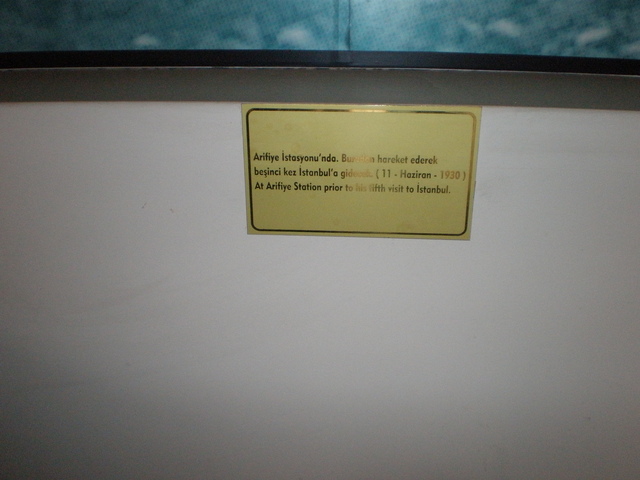 Arifiye İstasyonu'nda. Buradan hareket ederek
beşinci kez İstanbul'a gidecek. ( 11 - Haziran - 1930 )
At Arifiye Station prior to his fifth visit to İstanbul.